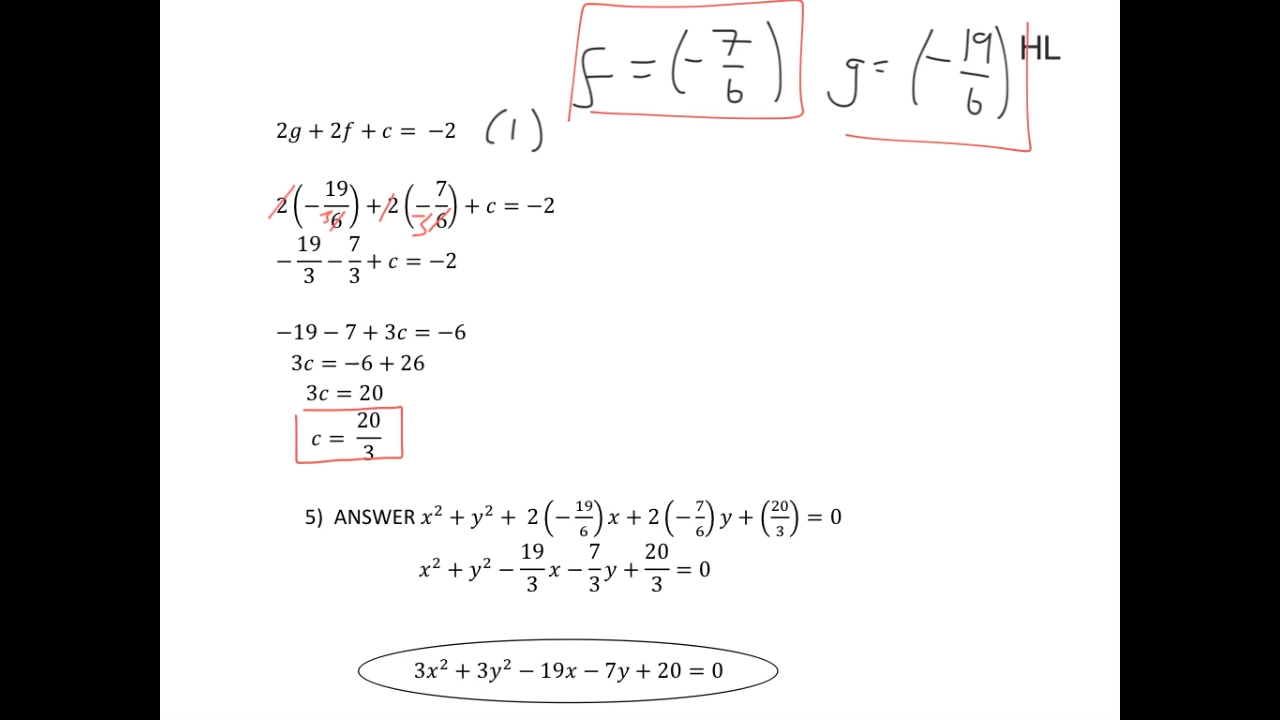 f = (-7/6) g = (-19/6) HL
2g + 2f + c = −2 (1)
2(−19/6) + 2(−7/6) + c = −2
3 3
−19/3 − 7/3 + c = −2
−19 − 7 + 3c = −6
3c = −6 + 26
3c = 20
c = 20/3
5) ANSWER x² + y² + 2(−19/6)x + 2(−7/6)y + (20/3) = 0
x² + y² − 19/3x − 7/3y + 20/3 = 0
3x² + 3y² − 19x − 7y + 20 = 0